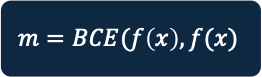 m = BCE(f(x), f(x)